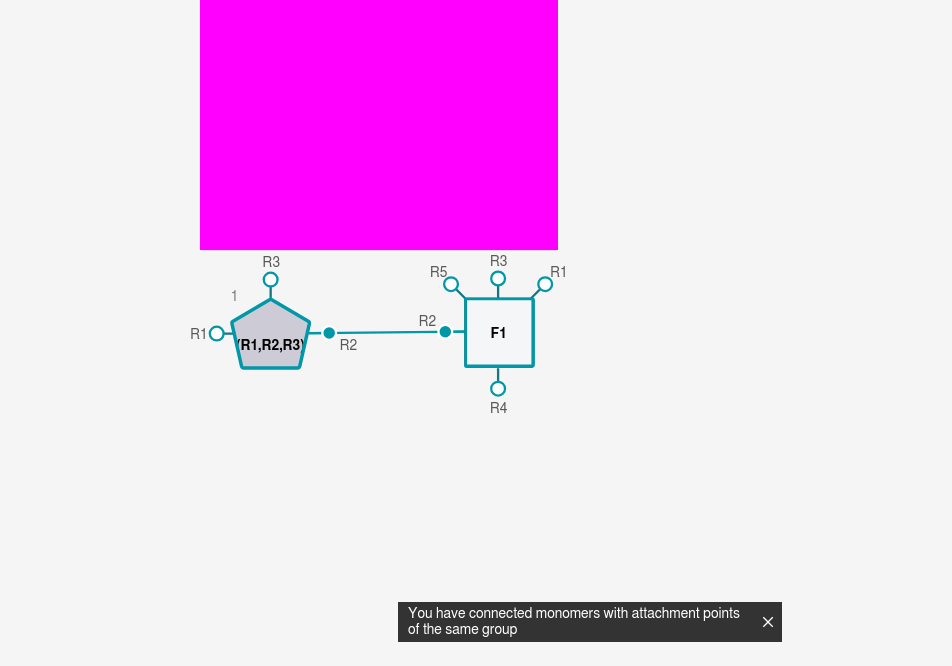 R3
R5
R3
R1
1
R1
(R1,R2,R3)
R2
R2
F1
R4
You have connected monomers with attachment points
of the same group